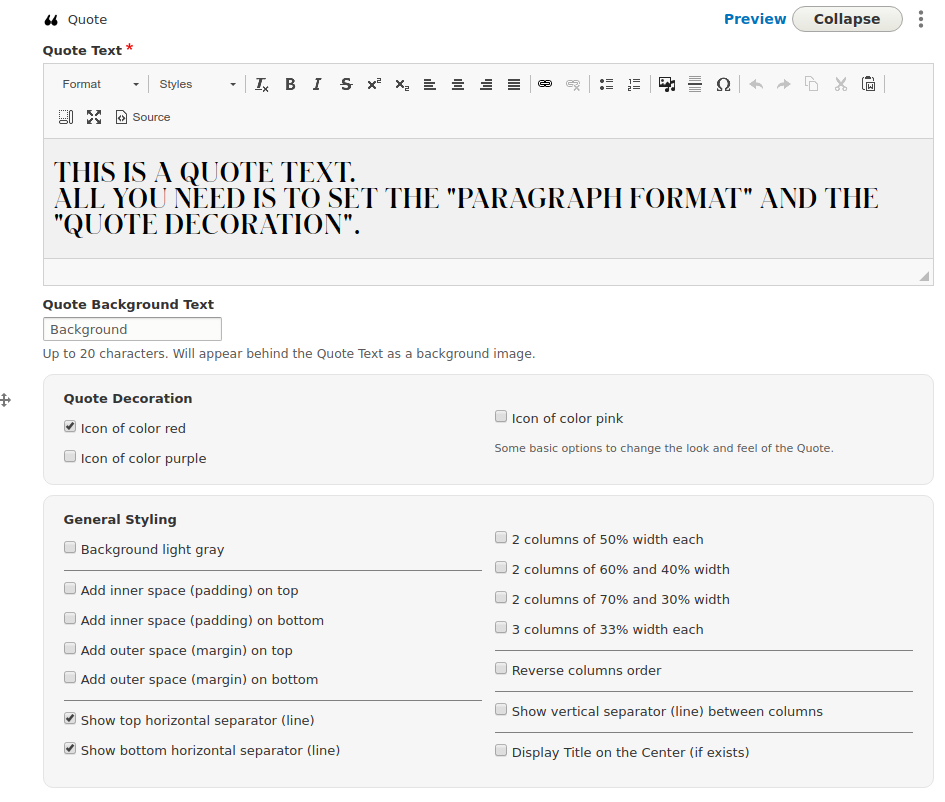 Quote
Preview
Collapse
Quote Text *
Format
Styles
Source
THIS IS A QUOTE TEXT.
ALL YOU NEED IS TO SET THE "PARAGRAPH FORMAT" AND THE
"QUOTE DECORATION".
Quote Background Text
Background
Up to 20 characters. Will appear behind the Quote Text as a background image.
Quote Decoration
Icon of color red
Icon of color purple
Icon of color pink
Some basic options to change the look and feel of the Quote.
General Styling
Background light gray
Add inner space (padding) on top
Add inner space (padding) on bottom
Add outer space (margin) on top
Add outer space (margin) on bottom
Show top horizontal separator (line)
Show bottom horizontal separator (line)
2 columns of 50% width each
2 columns of 60% and 40% width
2 columns of 70% and 30% width
3 columns of 33% width each
Reverse columns order
Show vertical separator (line) between columns
Display Title on the Center (if exists)